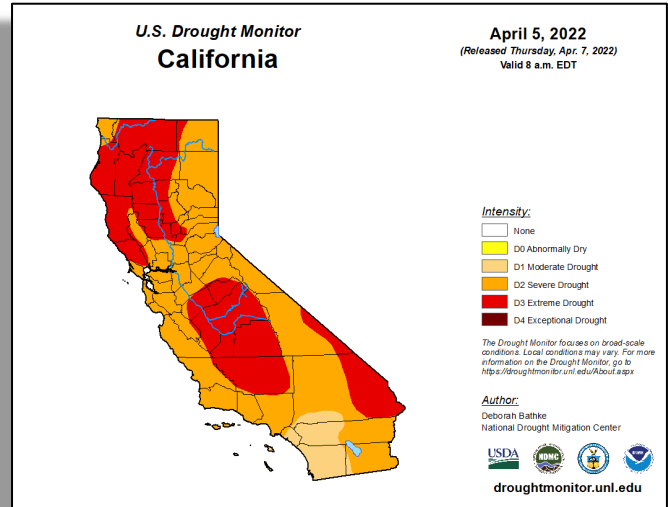 U.S. Drought Monitor
California
April 5, 2022
(Released Thursday, Apr. 7, 2022)
Valid 8 a.m. EDT
Intensity:
None
D0 Abnormally Dry
D1 Moderate Drought
D2 Severe Drought
D3 Extreme Drought
D4 Exceptional Drought
The Drought Monitor focuses on broad-scale
conditions. Local conditions may vary. For more
information on the Drought Monitor, go to
https://droughtmonitor.unl.edu/About.aspx
Author:
Deborah Bathke
National Drought Mitigation Center
USDA
NDMC
droughtmonitor.unl.edu